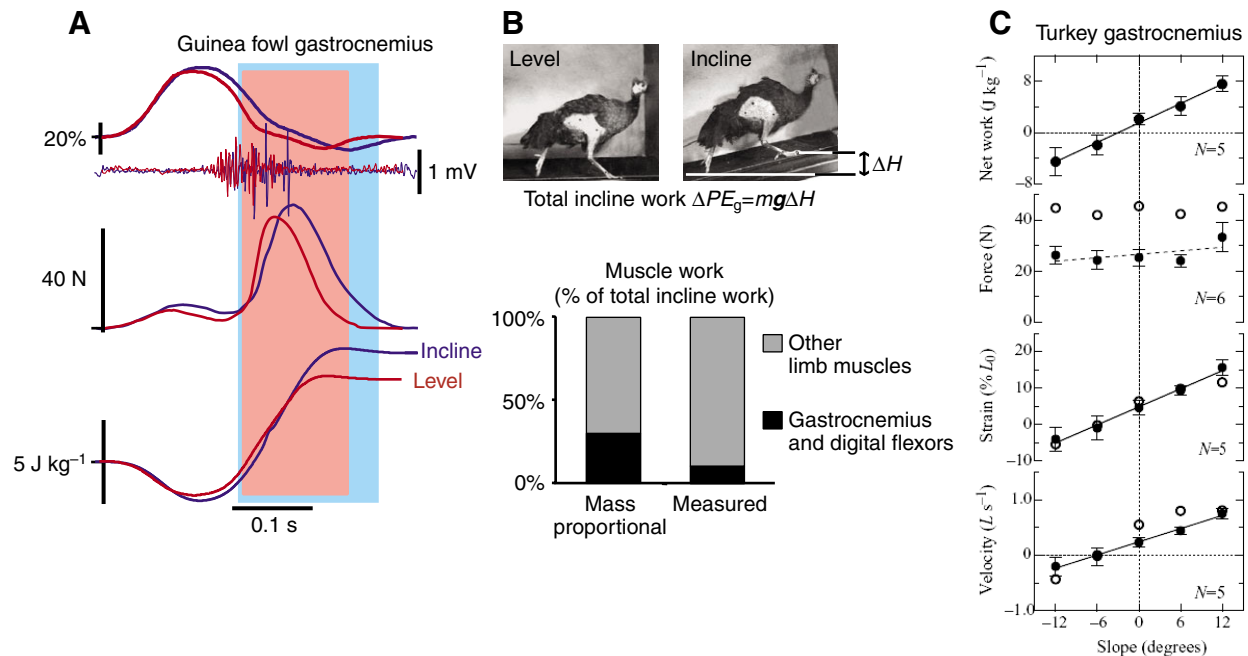 A
Guinea fowl gastrocnemius
20%
1 mV
40 N
Incline
Level
5 J kg–1
0.1 s
B
Level
Incline
ΔH
Total incline work ΔPEg=mgΔH
Muscle work
(% of total incline work)
100%
50%
0%
Other
limb muscles
Gastrocnemius
and digital flexors
Mass
proportional
Measured
C
Turkey gastrocnemius
Net work (J kg–1)
8
0
–8
N=5
Force (N)
40
20
0
N=6
Strain (% L0)
20
10
0
–10
N=5
Velocity (L s–1)
1.0
0
–1.0
N=5
–12
–6
0
6
12
Slope (degrees)